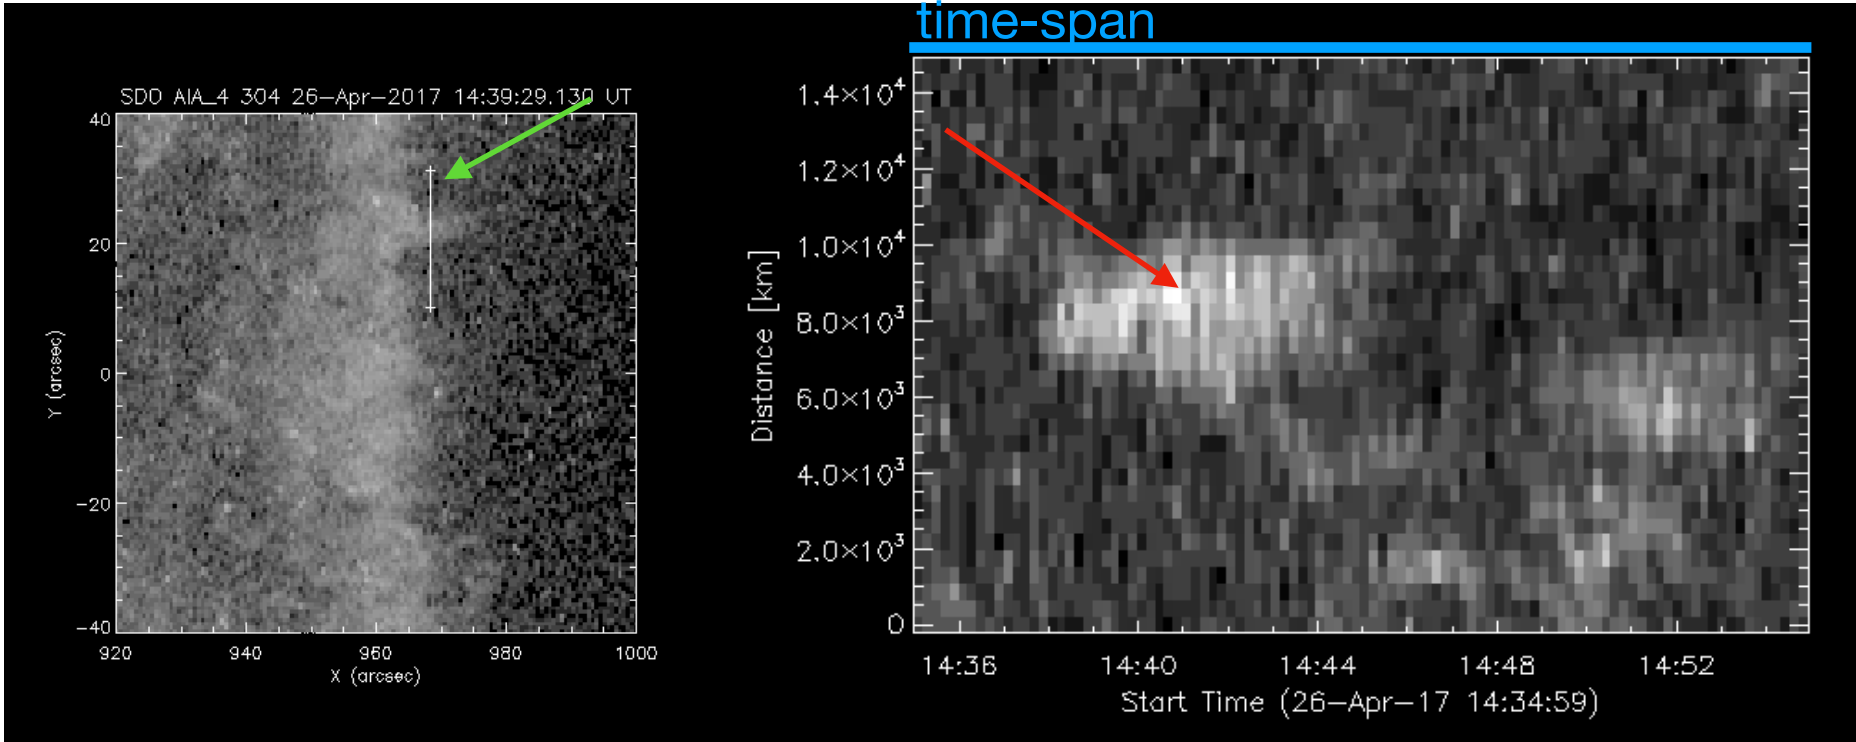 time-span
SDO AIA_4 304 26-Apr-2017 14:39:29.130 UT
40
20
0
-20
-40
Y (arcsec)
920 940 960 980 1000
X (arcsec)
1.4×10⁴
1.2×10⁴
1.0×10⁴
8.0×10³
6.0×10³
4.0×10³
2.0×10³
0
Distance [km]
14:36 14:40 14:44 14:48 14:52
Start Time (26-Apr-17 14:34:59)